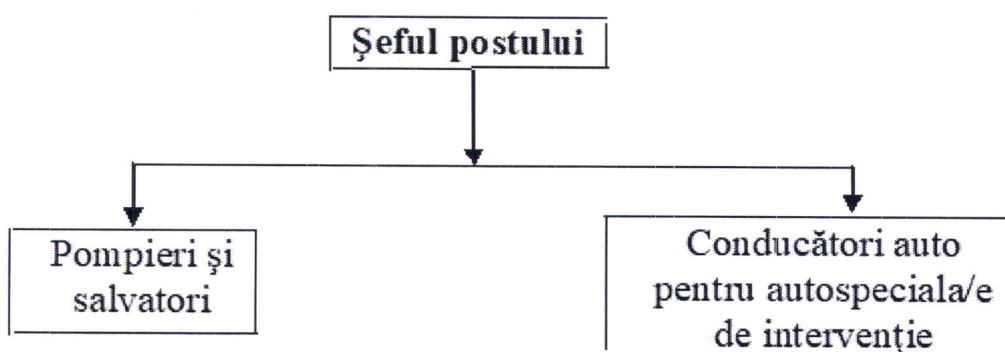 Şeful postului
Pompieri şi
salvatori
Conducători auto
pentru autospeciala/e
de intervenţie